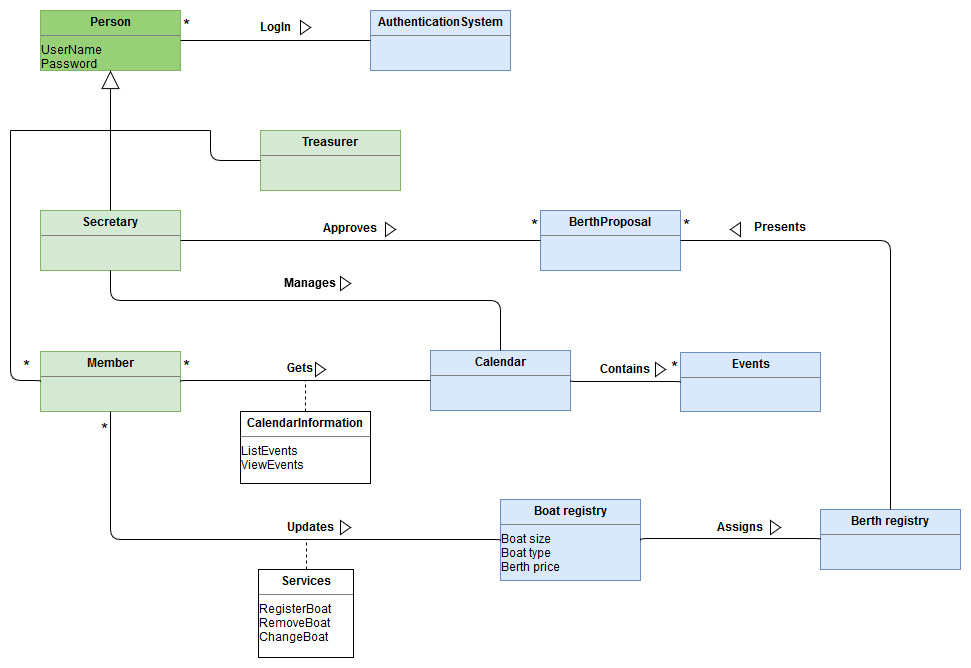 Person
*
LogIn
AuthenticationSystem
UserName
Password
Treasurer
Secretary
Approves
*
BerthProposal
*
Presents
Manages
*
Member
*
Gets
Calendar
Contains
*
Events
*
CalendarInformation
ListEvents
ViewEvents
Updates
Boat registry
Boat size
Boat type
Berth price
Assigns
Berth registry
Services
RegisterBoat
RemoveBoat
ChangeBoat